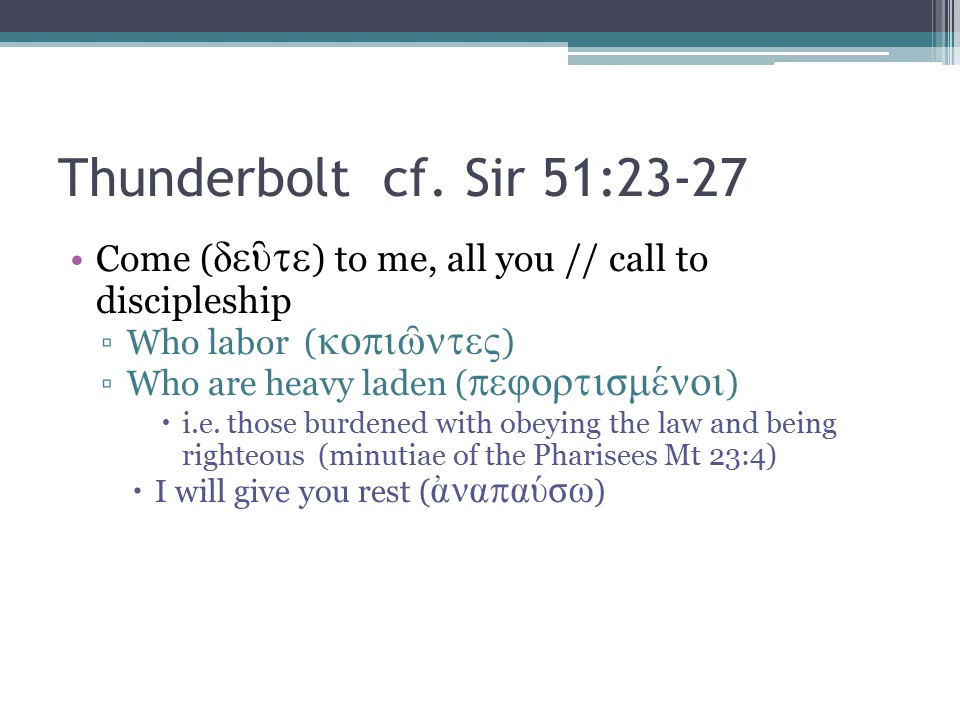 Thunderbolt  cf. Sir 51:23-27
• Come (δεῦτε) to me, all you // call to
discipleship
▫ Who labor  (κοπιῶντες)
▫ Who are heavy laden (πεφορτισμένοι)
▪ i.e. those burdened with obeying the law and being
righteous  (minutiae of the Pharisees Mt 23:4)
▪ I will give you rest (ἀναπαύσω)